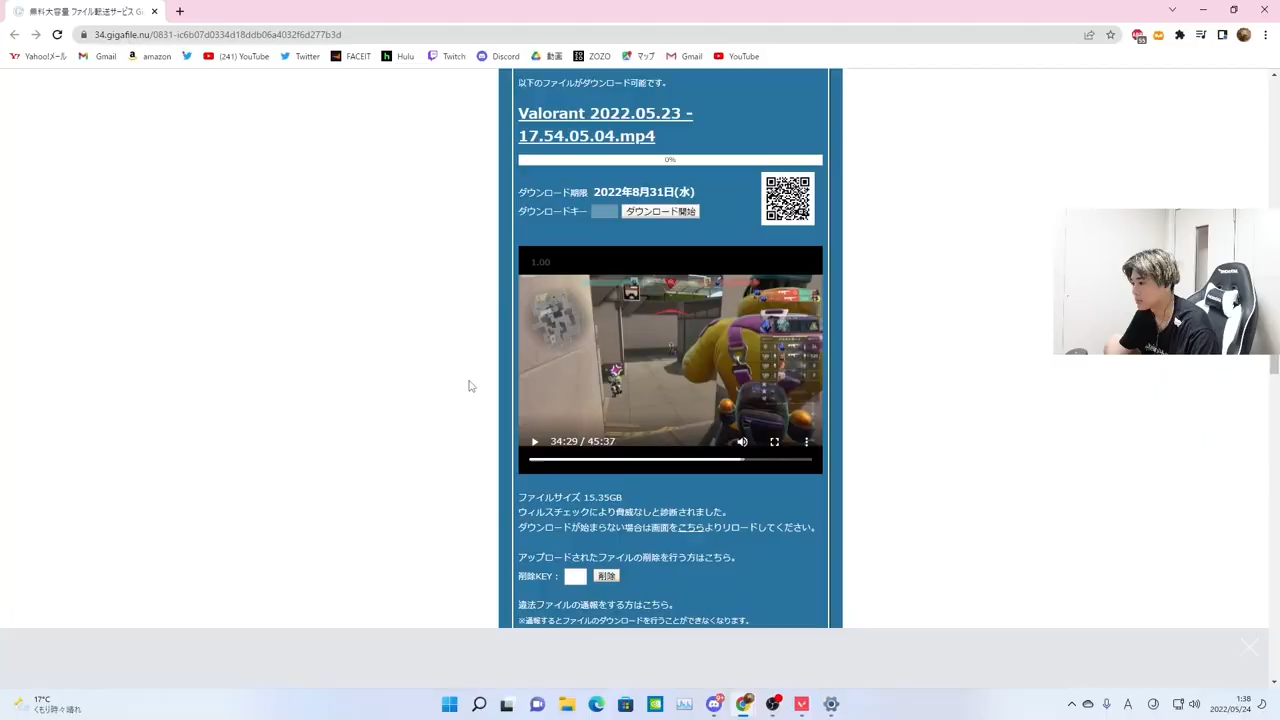 無料大容量 ファイル転送サービス Gi
34.gigafile.nu/0831-ic6b07d0334d18ddb06a4032f6d277b3d
Yahoo!メール
Gmail
amazon
(241) YouTube
Twitter
FACEIT
Hulu
Twitch
Discord
動画
ZOZO
マップ
Gmail
YouTube
以下のファイルがダウンロード可能です。
Valorant 2022.05.23 -
17.54.05.04.mp4
0%
ダウンロード期限 2022年8月31日(水)
ダウンロードキー ダウンロード開始
1.00
34:29 / 45:37
ファイルサイズ 15.35GB
ウィルスチェックにより脅威なしと診断されました。
ダウンロードが始まらない場合は画面をこちらよりリロードしてください。
アップロードされたファイルの削除を行う方はこちら。
削除KEY： 削除
違法ファイルの通報をする方はこちら。
※通報するとファイルのダウンロードを行うことができなくなります。
17°C
くもり時々晴れ
A
1:38
2022/05/24